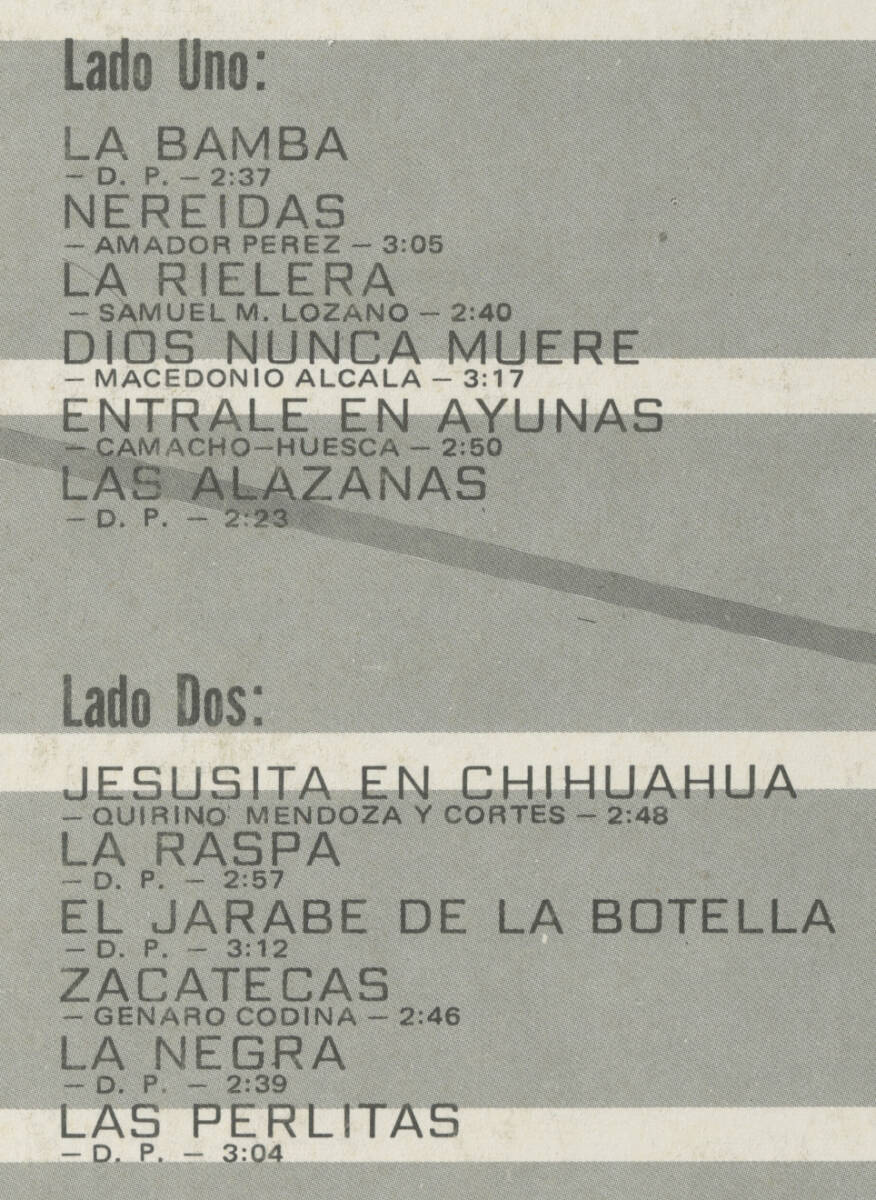 Lado Uno:
LA BAMBA
— D. P. — 2:37
NEREIDAS
— AMADOR PEREZ — 3:05
LA RIELERA
— SAMUEL M. LOZANO — 2:40
DIOS NUNCA MUERE
— MACEDONIO ALCALA — 3:17
ENTRALE EN AYUNAS
— CAMACHO—HUESCA — 2:50
LAS ALAZANAS
— D. P. — 2:23
Lado Dos:
JESUSITA EN CHIHUAHUA
— QUIRINO MENDOZA Y CORTES — 2:48
LA RASPA
— D. P. — 2:57
EL JARABE DE LA BOTELLA
— D. P. — 3:12
ZACATECAS
— GENARO CODINA — 2:46
LA NEGRA
— D. P. — 2:39
LAS PERLITAS
— D. P. — 3:04